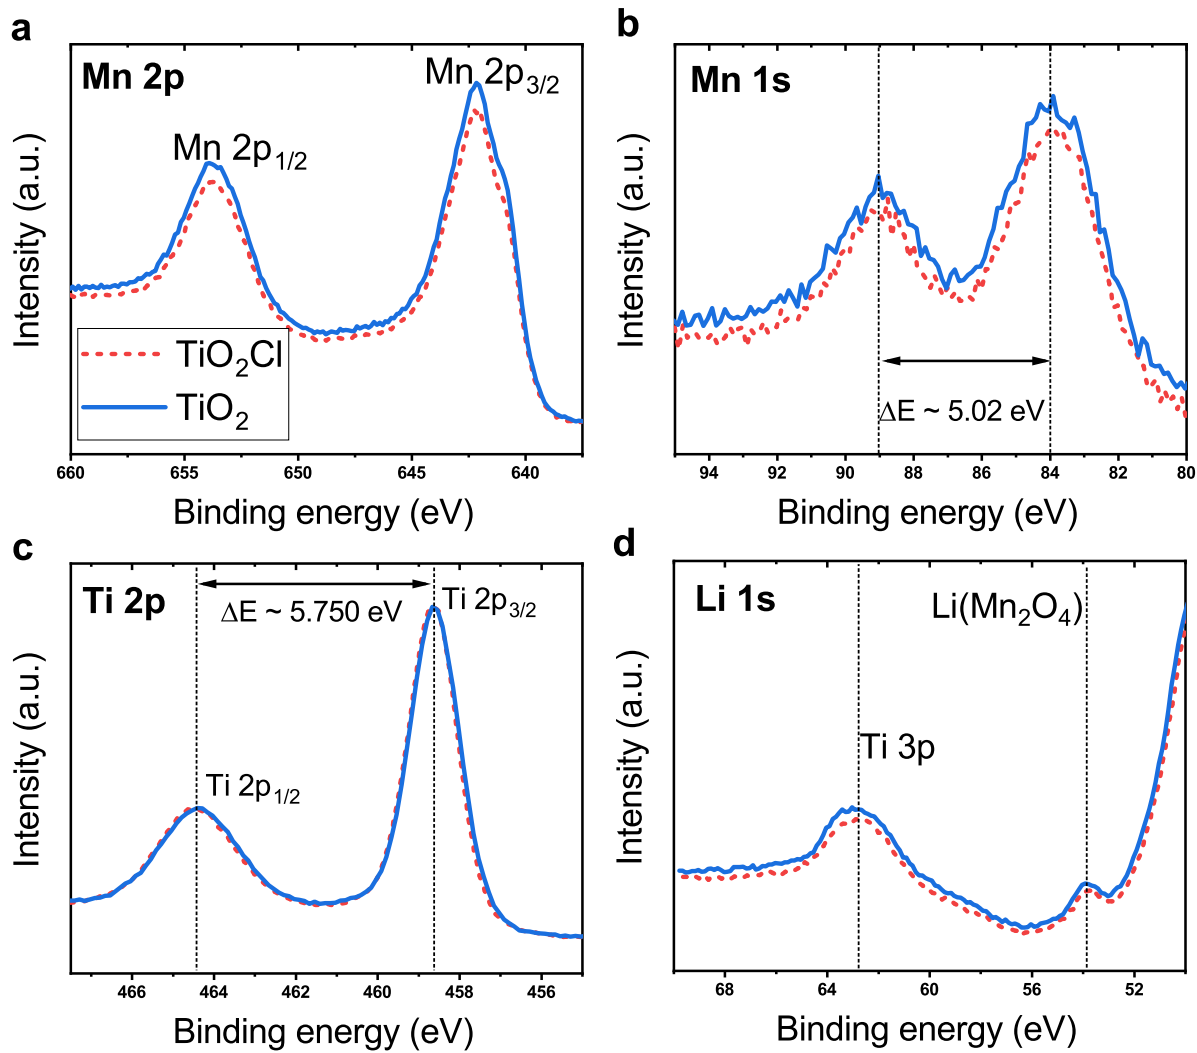 a
Mn 2p
Mn 2p3/2
Mn 2p1/2
TiO2Cl
TiO2
Intensity (a.u.)
660 655 650 645 640
Binding energy (eV)
b
Mn 1s
ΔE ~ 5.02 eV
Intensity (a.u.)
94 92 90 88 86 84 82 80
Binding energy (eV)
c
Ti 2p
ΔE ~ 5.750 eV
Ti 2p3/2
Ti 2p1/2
Intensity (a.u.)
466 464 462 460 458 456
Binding energy (eV)
d
Li 1s
Li(Mn2O4)
Ti 3p
Intensity (a.u.)
68 64 60 56 52
Binding energy (eV)